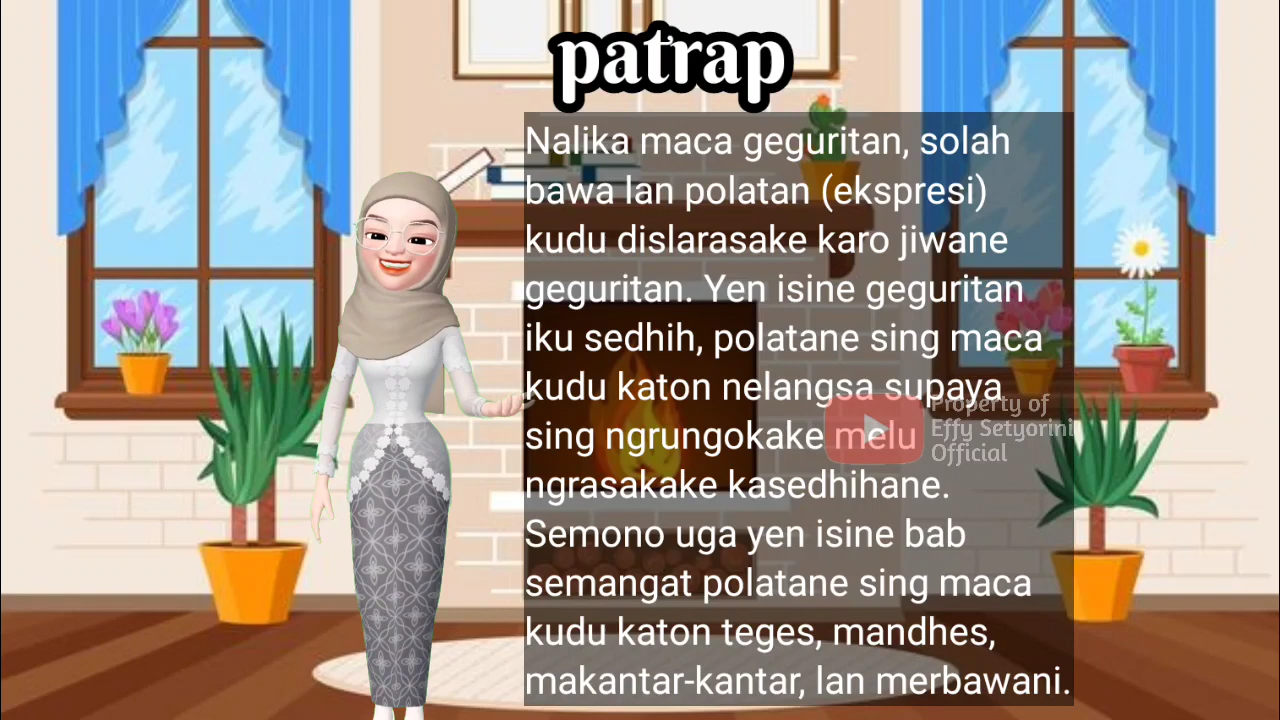 patrap
Nalika maca geguritan, solah
bawa lan polatan (ekspresi)
kudu dislarasake karo jiwane
geguritan. Yen isine geguritan
iku sedhih, polatane sing maca
kudu katon nelangsa supaya
sing ngrungokake melu
ngrasakake kasedhihane.
Semono uga yen isine bab
semangat polatane sing maca
kudu katon teges, mandhes,
makantar-kantar, lan merbawani.
Property of
Effy Setyorini
Official